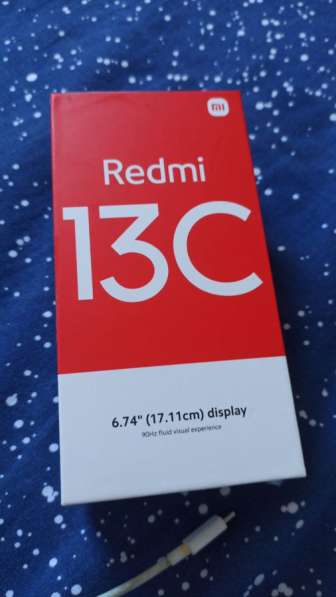 mi
Redmi
13C
6.74" (17.11cm) display
90Hz fluid visual experience